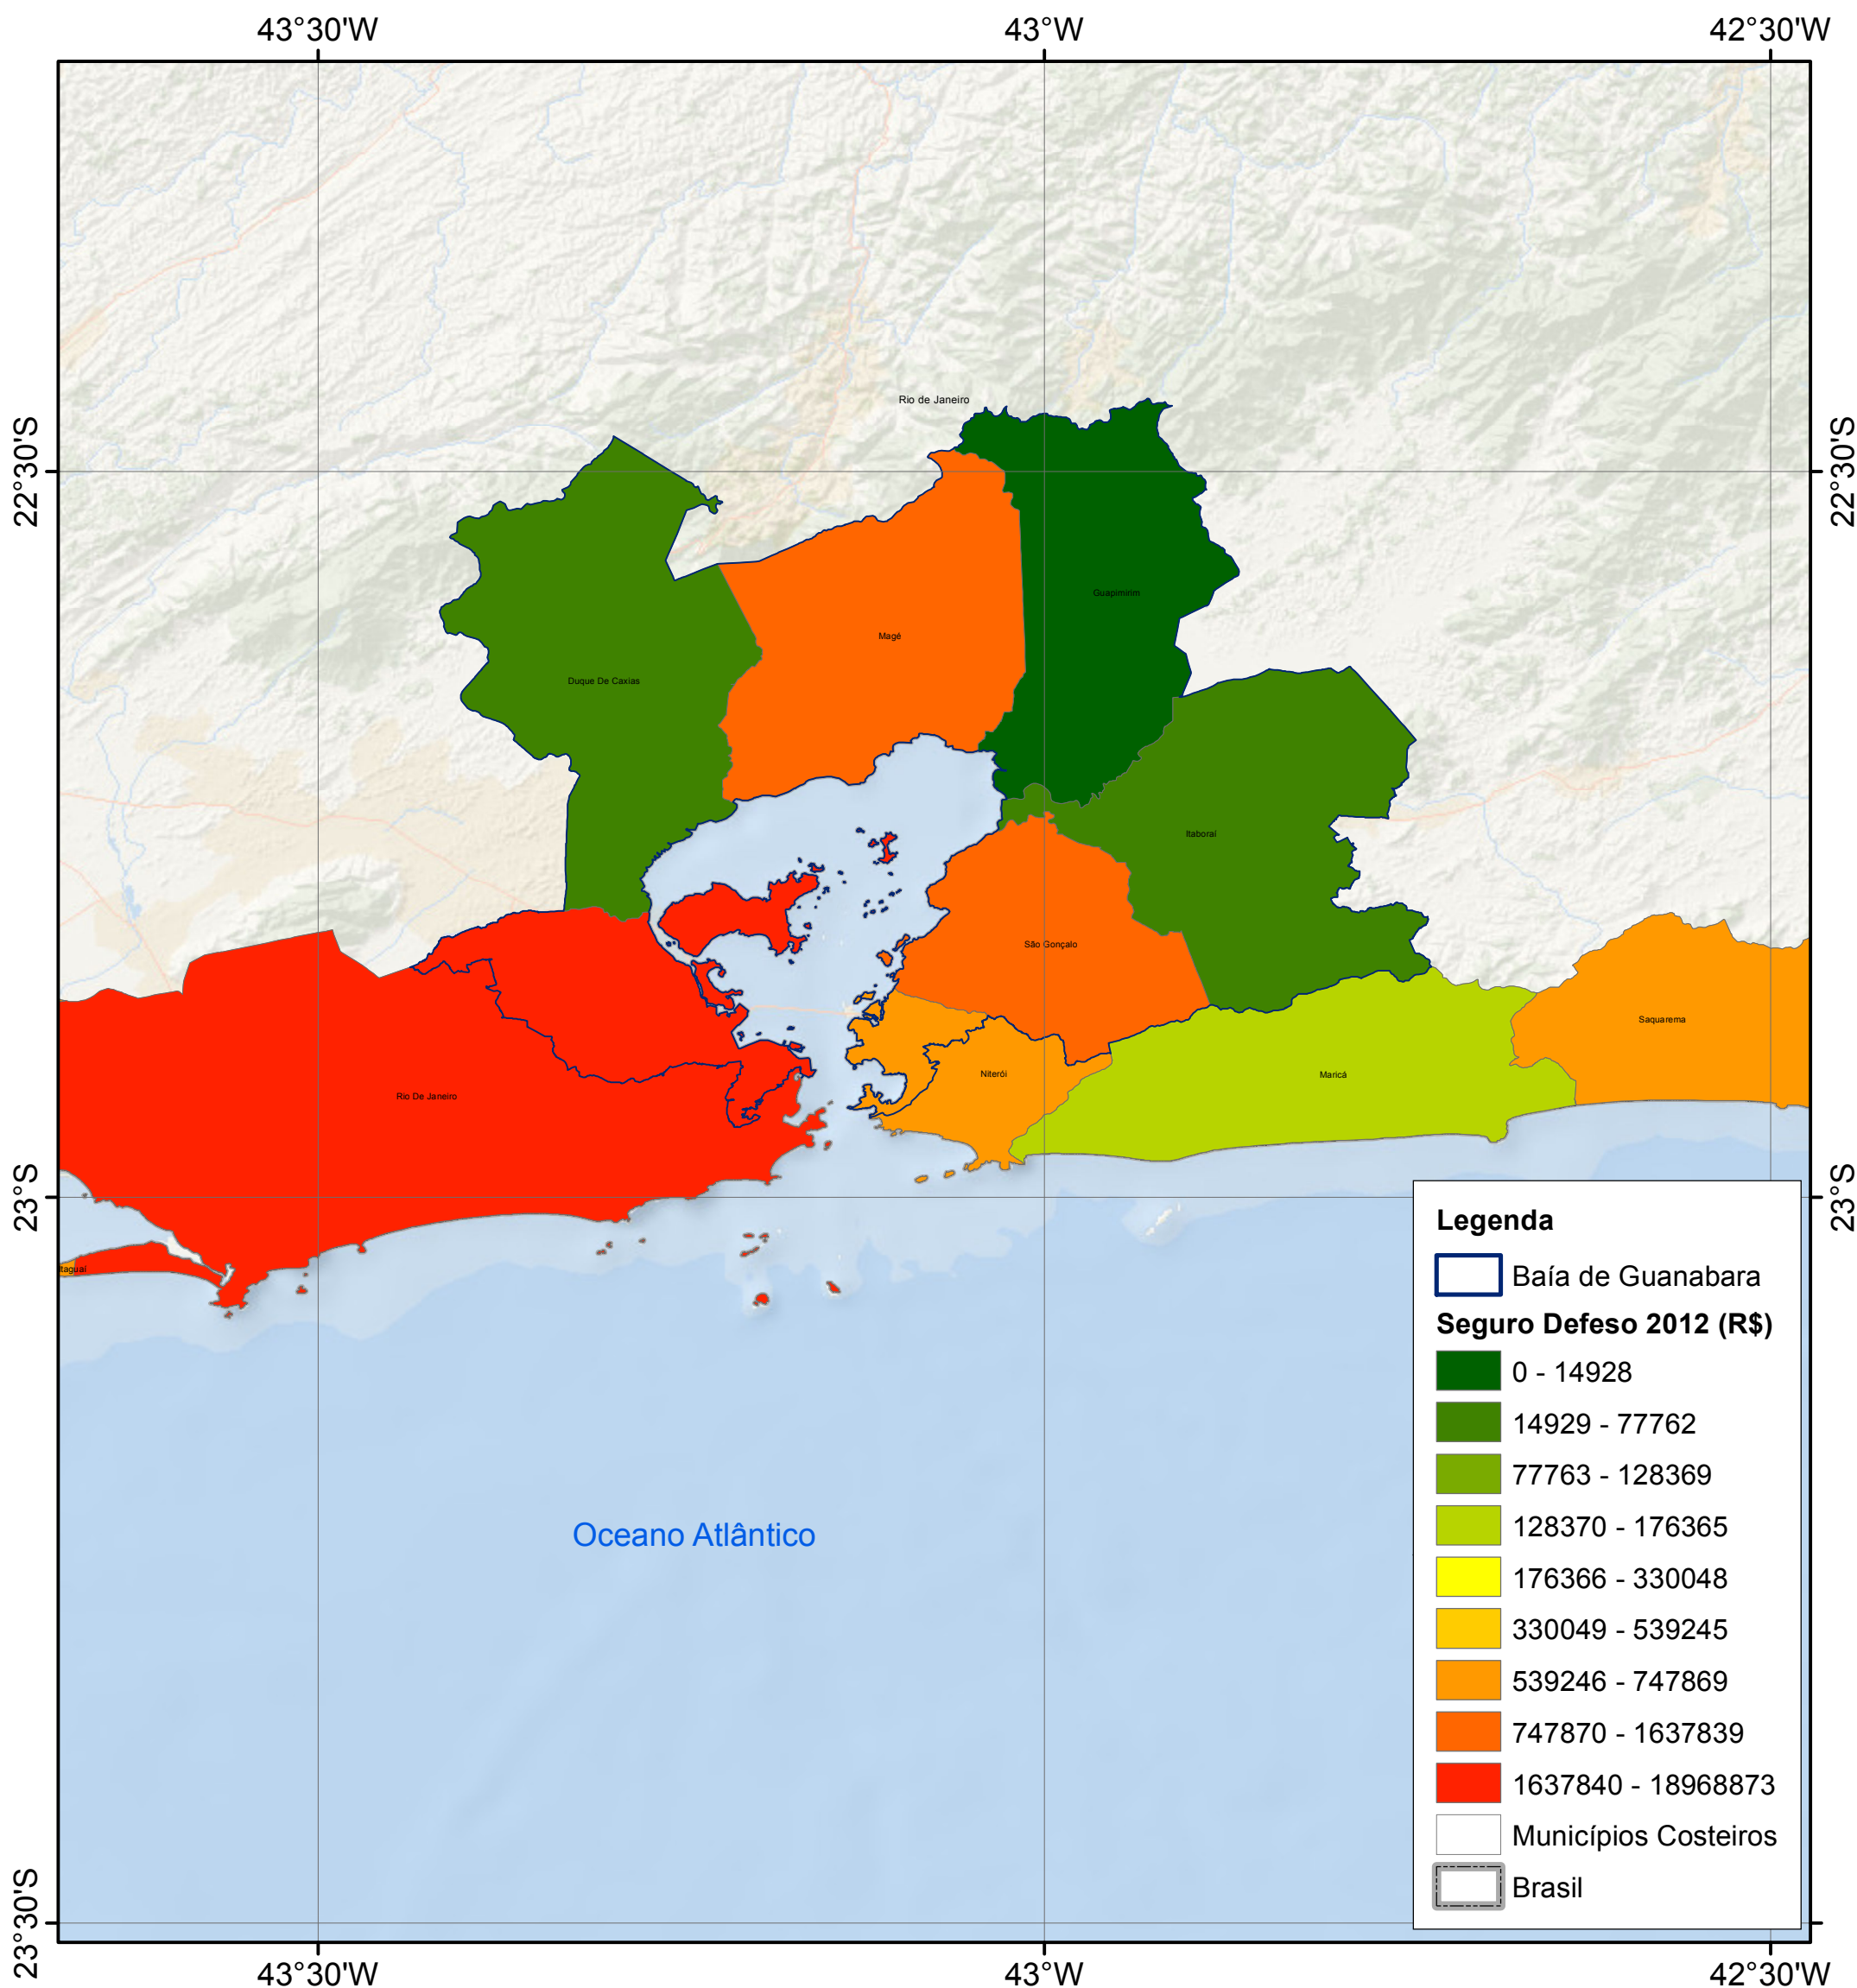 43°30'W
43°W
42°30'W
22°30'S
22°30'S
Rio de Janeiro
Guapimirim
Magé
Duque De Caxias
Itaboraí
São Gonçalo
Saquarema
Niterói
Maricá
Rio De Janeiro
23°S
23°S
Itaguaí
Oceano Atlântico
Legenda
Baía de Guanabara
Seguro Defeso 2012 (R$)
0 - 14928
14929 - 77762
77763 - 128369
128370 - 176365
176366 - 330048
330049 - 539245
539246 - 747869
747870 - 1637839
1637840 - 18968873
Municípios Costeiros
Brasil
23°30'S
43°30'W
43°W
42°30'W